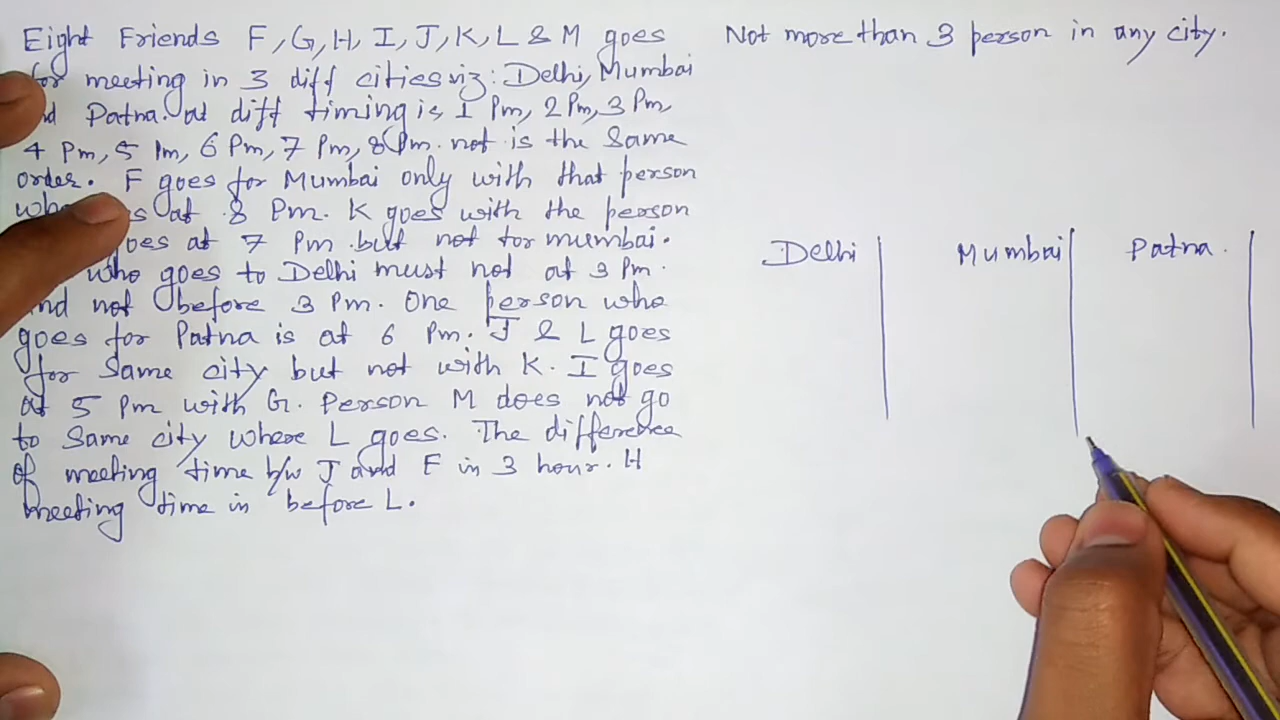 Eight Friends F, G, H, I, J, K, L & M goes
for meeting in 3 diff cities viz: Delhi, Mumbai
nd Patna. at diff timing is 1 Pm, 2 Pm, 3 Pm,
4 Pm, 5 Pm, 6 Pm, 7 Pm, 8 Pm. not is the same
order. F goes for Mumbai only with that person
who es at 8 Pm. K goes with the person
oes at 7 Pm but not for mumbai.
who goes to Delhi must not at 3 Pm.
and not before 3 Pm. One person who
goes for Patna is at 6 Pm. J & L goes
for Same city but not with K. I goes
at 5 Pm with G. Person M does not go
to Same city where L goes. The difference
of meeting time b/w J and F in 3 hour. H
meeting time in before L.
Not more than 3 person in any city.
Delhi
Mumbai
Patna.